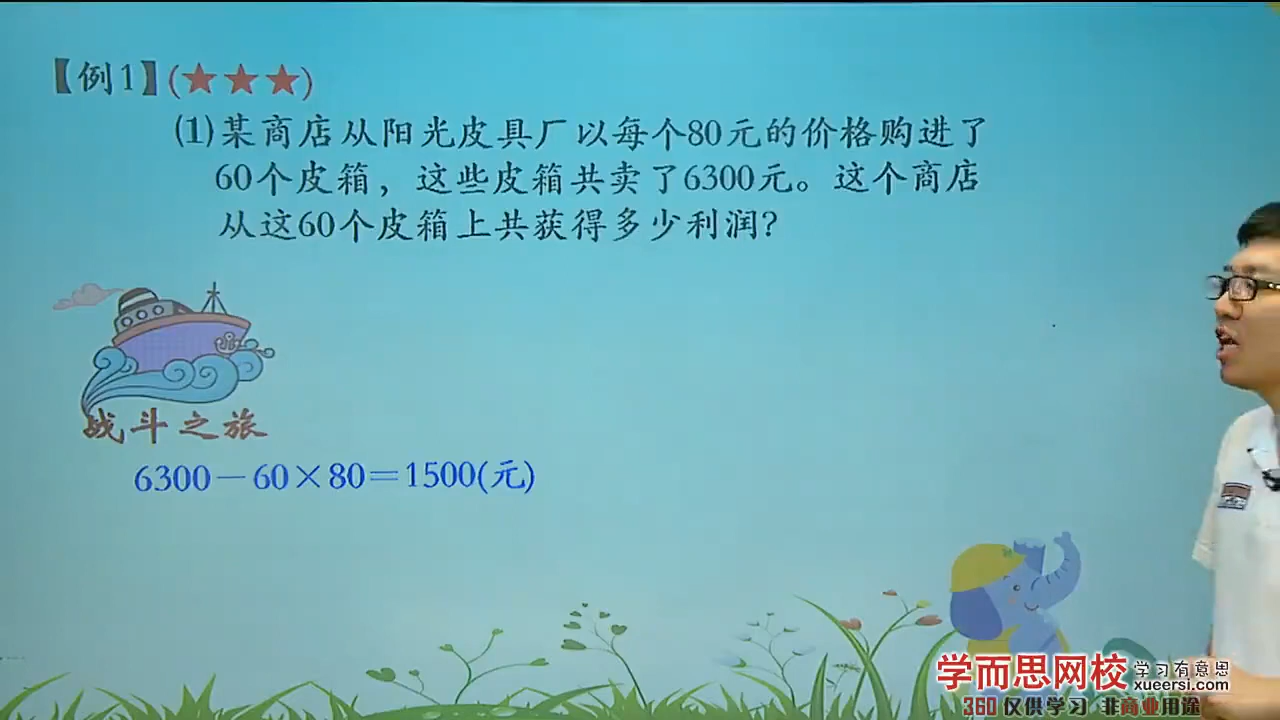 【例1】(★★★)
(1)某商店从阳光皮具厂以每个80元的价格购进了
60个皮箱，这些皮箱共卖了6300元。这个商店
从这60个皮箱上共获得多少利润？
战斗之旅
6300－60×80＝1500(元)
学而思网校 学习有意思
xueersi.com
360 仅供学习 非商业用途